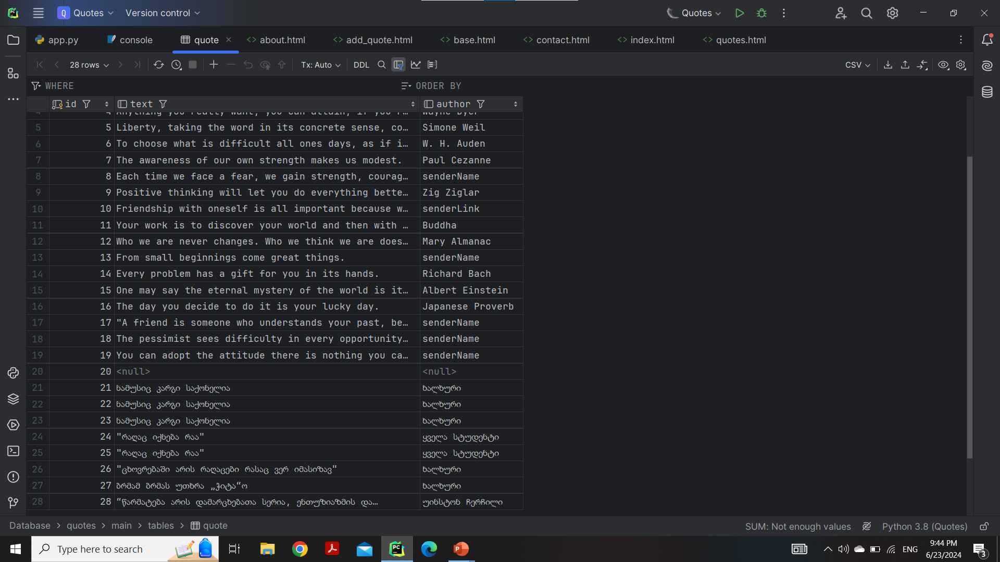 Quotes Version control Quotes
app.py console quote about.html add_quote.html base.html contact.html index.html quotes.html
28 rows Tx: Auto DDL CSV
WHERE ORDER BY
id text author
4 4 Anything you really want, you can attain, if you r… Wayne Dyer
5 5 Liberty, taking the word in its concrete sense, co… Simone Weil
6 6 To choose what is difficult all ones days, as if i… W. H. Auden
7 7 The awareness of our own strength makes us modest. Paul Cezanne
8 8 Each time we face a fear, we gain strength, courag… senderName
9 9 Positive thinking will let you do everything bette… Zig Ziglar
10 10 Friendship with oneself is all important because w… senderLink
11 11 Your work is to discover your world and then with … Buddha
12 12 Who we are never changes. Who we think we are does… Mary Almanac
13 13 From small beginnings come great things. senderName
14 14 Every problem has a gift for you in its hands. Richard Bach
15 15 One may say the eternal mystery of the world is it… Albert Einstein
16 16 The day you decide to do it is your lucky day. Japanese Proverb
17 17 "A friend is someone who understands your past, be… senderName
18 18 The pessimist sees difficulty in every opportunity… senderName
19 19 You can adopt the attitude there is nothing you ca… senderName
20 20 <null> <null>
21 21 ნამუსიც კარგი საქონელია ხალხური
22 22 ნამუსიც კარგი საქონელია ხალხური
23 23 ნამუსიც კარგი საქონელია ხალხური
24 24 "რაღაც იქნება რაა" ყველა სტუდენტი
25 25 "რაღაც იქნება რაა" ყველა სტუდენტი
26 26 "ცხოვრებაში არის რაღაცები რასაც ვერ იმასიზავ" ხალხური
27 27 ბრმამ ბრმას უთხრა „ჭიტა“ო ხალხური
28 28 “წარმატება არის დამარცხებათა სერია, ენთუზიაზმის და… უინსტონ ჩერჩილი
Database > quotes > main > tables > quote SUM: Not enough values Python 3.8 (Quotes)
Type here to search ENG 9:44 PM
6/23/2024 3